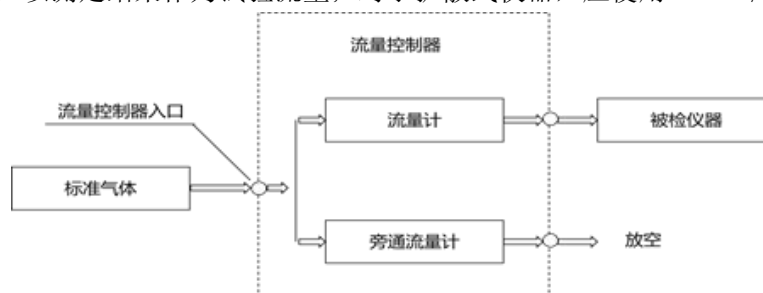 流量控制器
流量控制器入口
流量计
被检仪器
标准气体
旁通流量计
放空